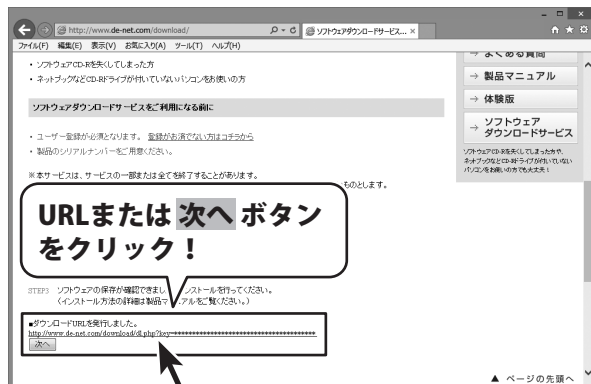 http://www.de-net.com/download/
ソフトウェアダウンロードサービス... ×
ファイル(F) 編集(E) 表示(V) お気に入り(A) ツール(T) ヘルプ(H)
・ソフトウェアCD-Rを失くしてしまった方
・ネットブックなどCD-Rドライブが付いていないパソコンをお使いの方
ソフトウェアダウンロードサービスをご利用になる前に
・ユーザー登録が必須となります。 登録がお済でない方はコチラから
・製品のシリアルナンバーをご用意ください。
※本サービスは、サービスの一部または全てを終了することがあります。
ものとします。
URLまたは 次へ ボタン
をクリック！
STEP3 ソフトウェアの保存が確認できまし
ンストールを行ってください。
(インストール方法の詳細は製品マ
アルをご覧ください。)
■ダウンロードURLを発行しました。
http://www.de-net.com/download/dl.php?key=****************************************
次へ
→ よくある質問
→ 製品マニュアル
→ 体験版
→ ソフトウェア
ダウンロードサービス
ソフトウェアCD-Rを失くしてしまった方や、
ネットブックなどCD-Rドライブが付いていない
パソコンをお使いの方でも大丈夫！
▲ ページの先頭へ